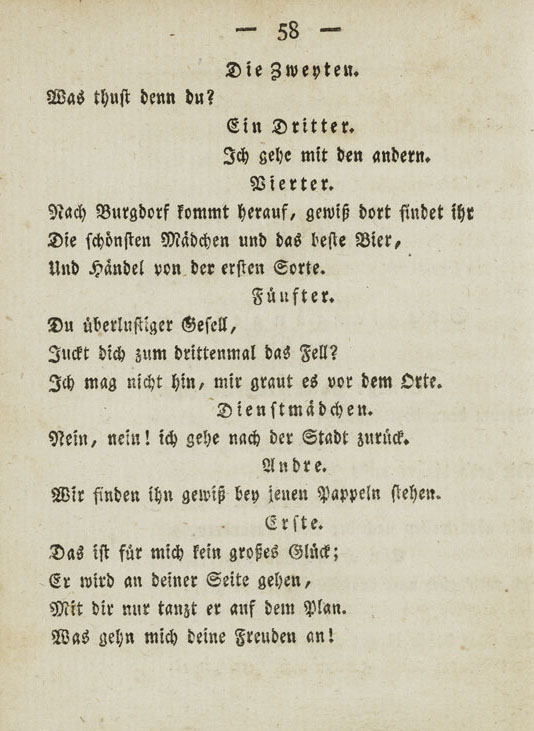 — 58 —
Die Zweyten.
Was thust denn du?
Ein Dritter.
Ich gehe mit den andern.
Vierter.
Nach Burgdorf kommt herauf, gewiß dort findet ihr
Die schönsten Mädchen und das beste Bier,
Und Händel von der ersten Sorte.
Fünfter.
Du überlustiger Gesell,
Juckt dich zum drittenmal das Fell?
Ich mag nicht hin, mir graut es vor dem Orte.
Dienstmädchen.
Nein, nein! ich gehe nach der Stadt zurück.
Andre.
Wir finden ihn gewiß bey jenen Pappeln stehen.
Erste.
Das ist für mich kein großes Glück;
Er wird an deiner Seite gehen,
Mit dir nur tanzt er auf dem Plan.
Was gehn mich deine Freuden an!